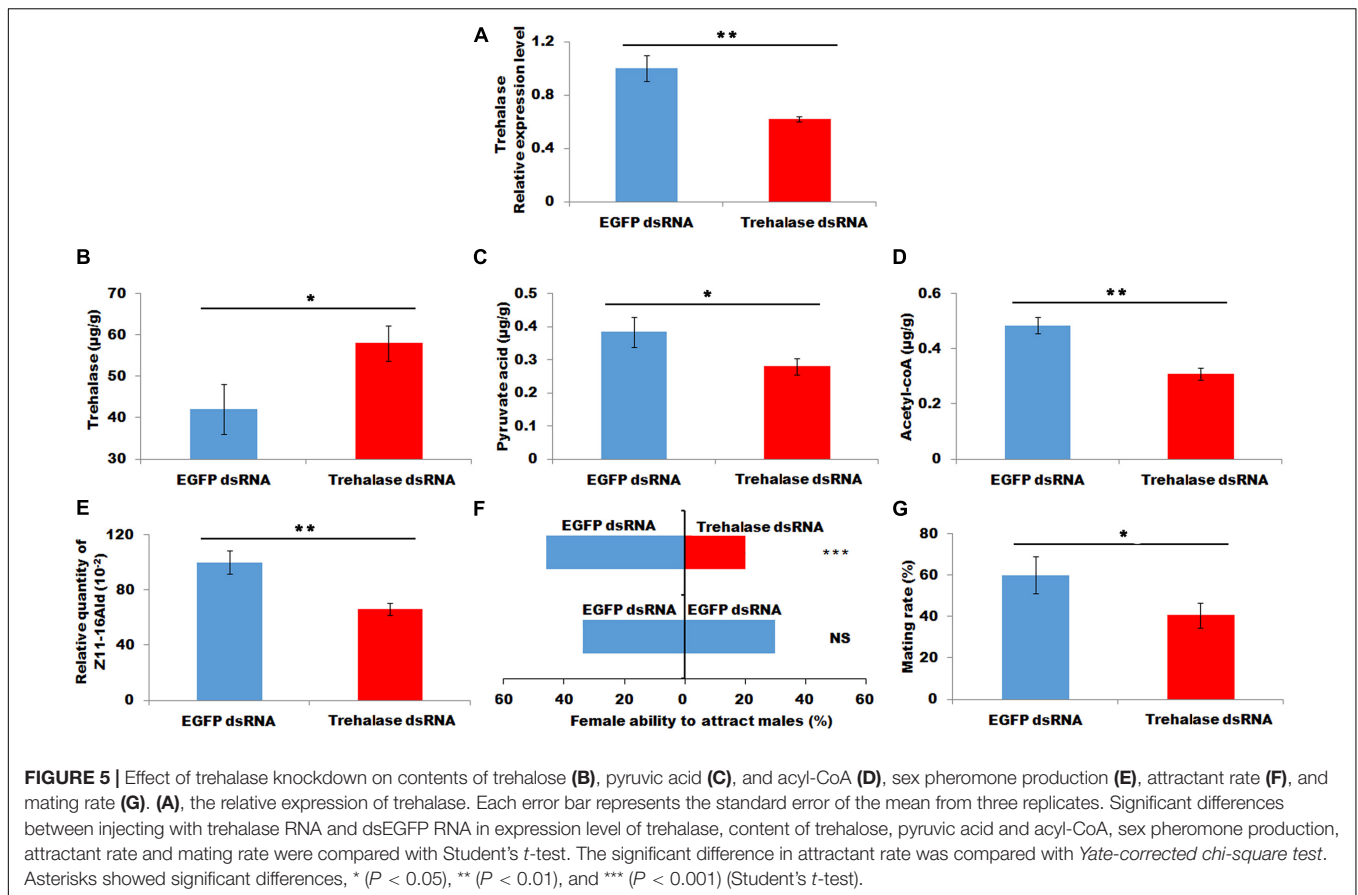 A
Trehalase
Relative expression level
1.2
0.8
0.4
0
**
EGFP dsRNA
Trehalase dsRNA
B
Trehalase (µg/g)
70
60
50
40
30
*
EGFP dsRNA
Trehalase dsRNA
C
Pyruvate acid (µg/g)
0.5
0.4
0.3
0.2
0.1
0
*
EGFP dsRNA
Trehalase dsRNA
D
Acetyl-coA (µg/g)
0.6
0.4
0.2
0
**
EGFP dsRNA
Trehalase dsRNA
E
Relative quantity of
Z11-16Ald (10⁻²)
120
80
40
0
**
EGFP dsRNA
Trehalase dsRNA
F
EGFP dsRNA
Trehalase dsRNA
***
EGFP dsRNA
EGFP dsRNA
NS
60 40 20 0 20 40 60
Female ability to attract males (%)
G
Mating rate (%)
80
60
40
20
0
*
EGFP dsRNA
Trehalase dsRNA
FIGURE 5 | Effect of trehalase knockdown on contents of trehalose (B), pyruvic acid (C), and acyl-CoA (D), sex pheromone production (E), attractant rate (F), and
mating rate (G). (A), the relative expression of trehalase. Each error bar represents the standard error of the mean from three replicates. Significant differences
between injecting with trehalase RNA and dsEGFP RNA in expression level of trehalase, content of trehalose, pyruvic acid and acyl-CoA, sex pheromone production,
attractant rate and mating rate were compared with Student's t-test. The significant difference in attractant rate was compared with Yate-corrected chi-square test.
Asterisks showed significant differences, * (P < 0.05), ** (P < 0.01), and *** (P < 0.001) (Student's t-test).